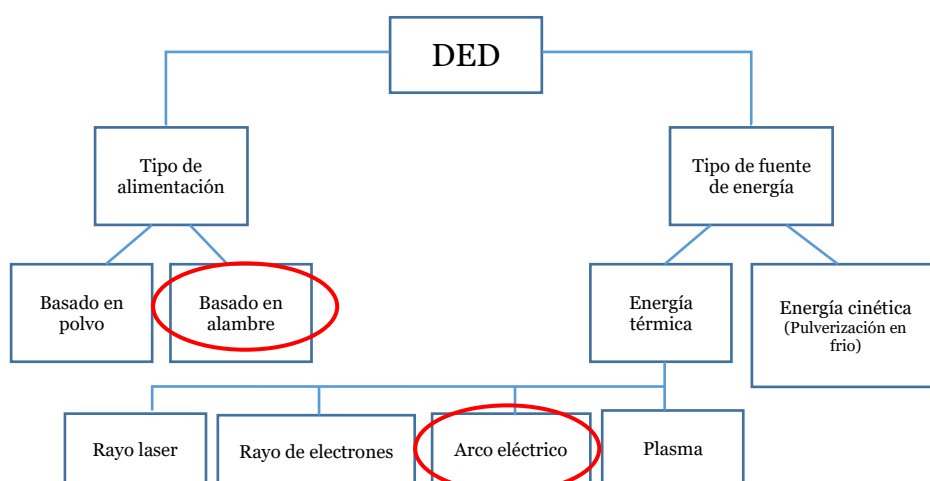 DED
Tipo de
alimentación
Tipo de fuente
de energía
Basado en
polvo
Basado en
alambre
Energía
térmica
Energía cinética
(Pulverización en
frio)
Rayo laser
Rayo de electrones
Arco eléctrico
Plasma